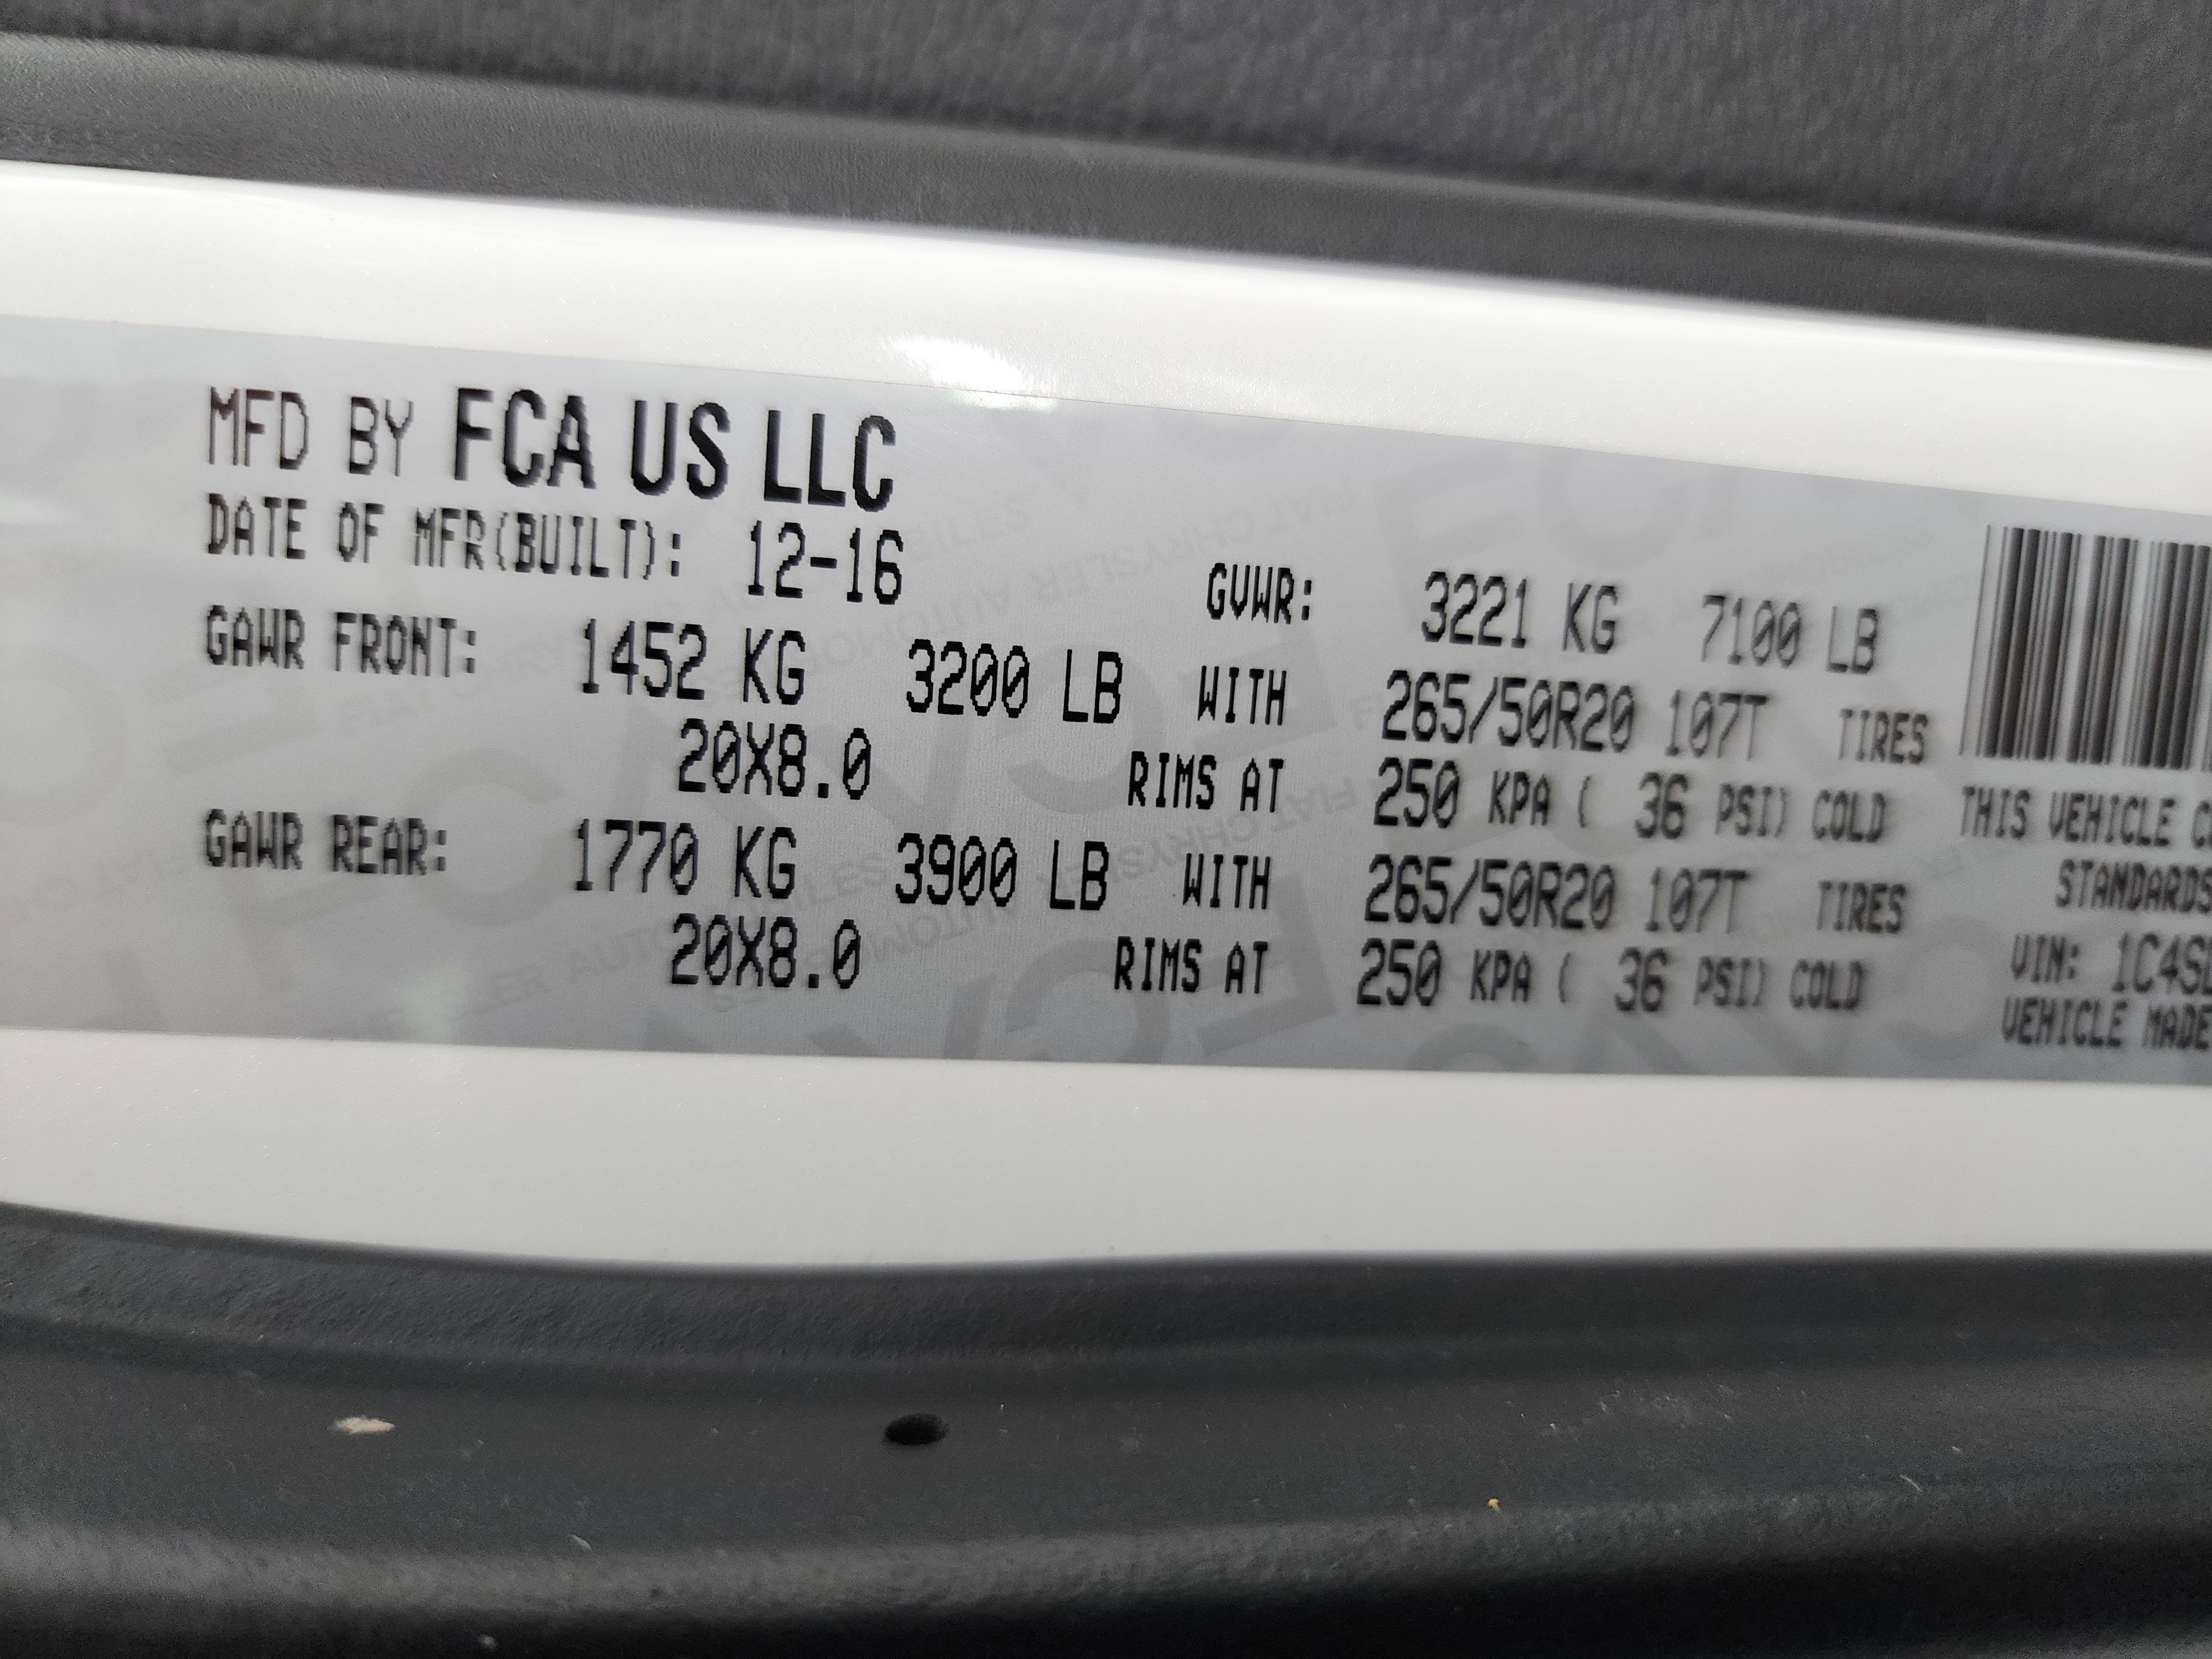 MFD BY FCA US LLC
DATE OF MFR(BUILT): 12-16
GVWR: 3221 KG 7100 LB
GAWR FRONT: 1452 KG 3200 LB WITH 265/50R20 107T TIRES
20X8.0 RIMS AT 250 KPA ( 36 PSI) COLD
GAWR REAR: 1770 KG 3900 LB WITH 265/50R20 107T TIRES
20X8.0 RIMS AT 250 KPA ( 36 PSI) COLD
THIS VEHICLE
STANDARDS
VIN:
VEHICLE MADE